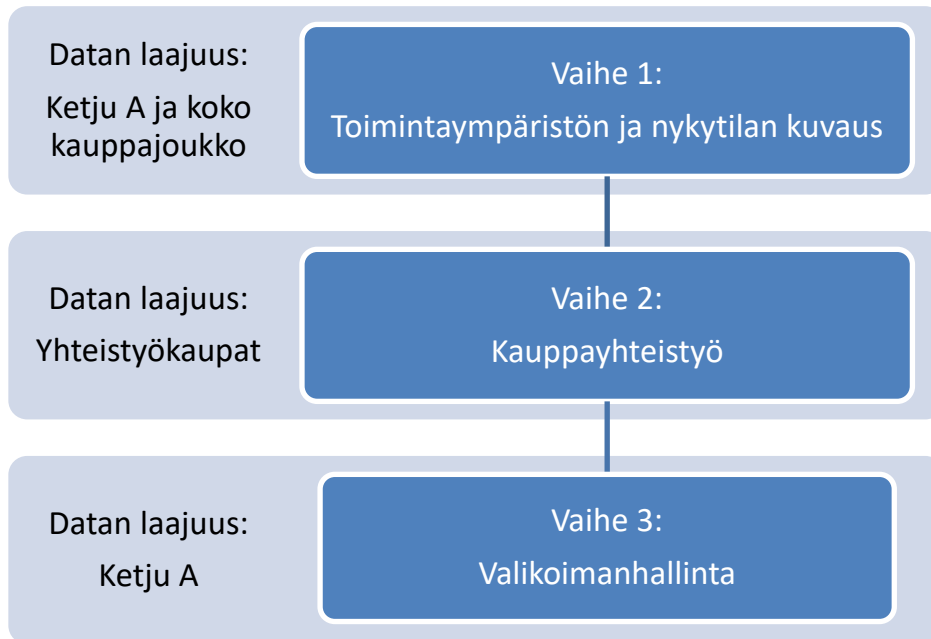 Datan laajuus:
Ketju A ja koko
kauppajoukko
Vaihe 1:
Toimintaympäristön ja nykytilan kuvaus
Datan laajuus:
Yhteistyökaupat
Vaihe 2:
Kauppayhteistyö
Datan laajuus:
Ketju A
Vaihe 3:
Valikoimanhallinta